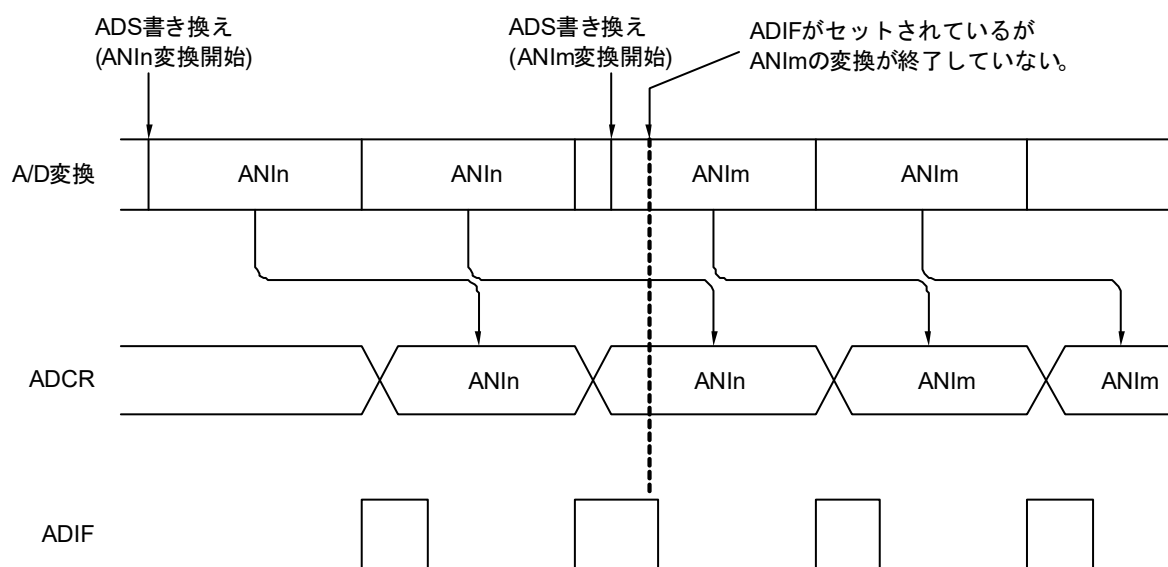 ADS書き換え
(ANIn変換開始)
ADS書き換え
(ANIm変換開始)
ADIFがセットされているが
ANImの変換が終了していない。
A/D変換
ANIn
ANIn
ANIm
ANIm
ADCR
ANIn
ANIn
ANIm
ANIm
ADIF